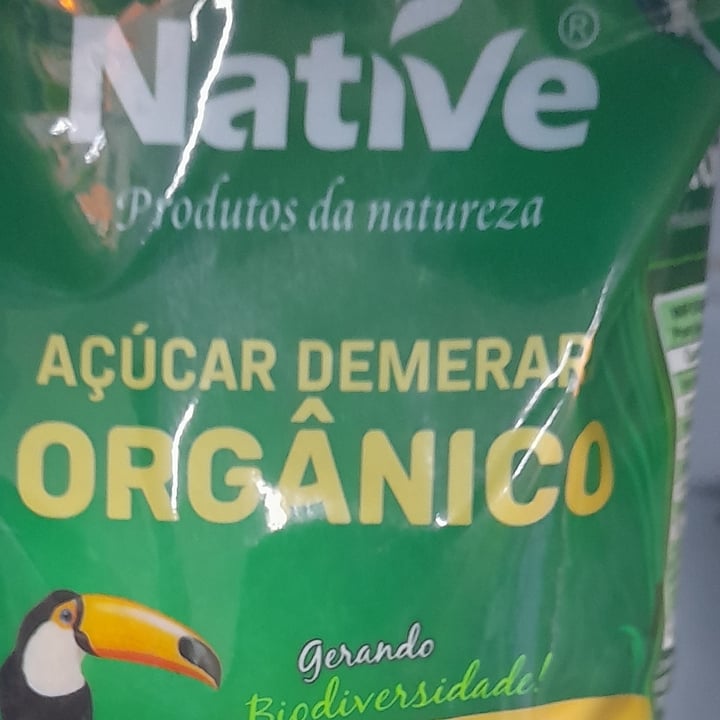 Native®
Produtos da natureza
AÇÚCAR DEMERARA
ORGÂNICO
Gerando
Biodiversidade!